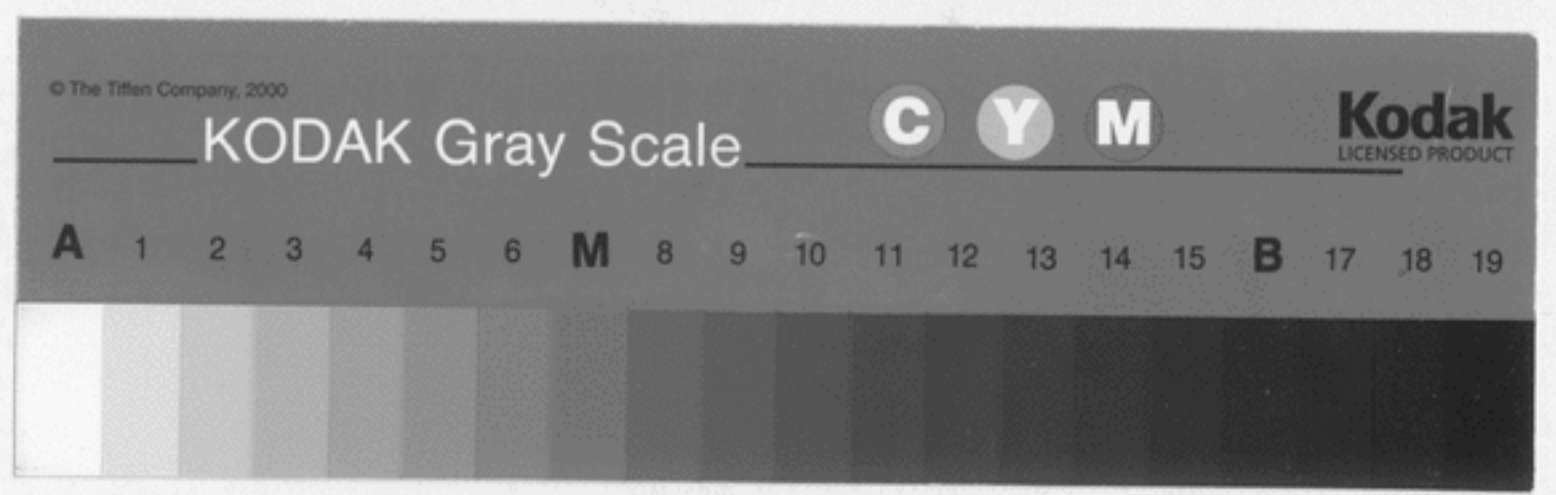 © The Tiffen Company, 2000
KODAK Gray Scale
C Y M
Kodak
LICENSED PRODUCT
A 1 2 3 4 5 6 M 8 9 10 11 12 13 14 15 B 17 18 19